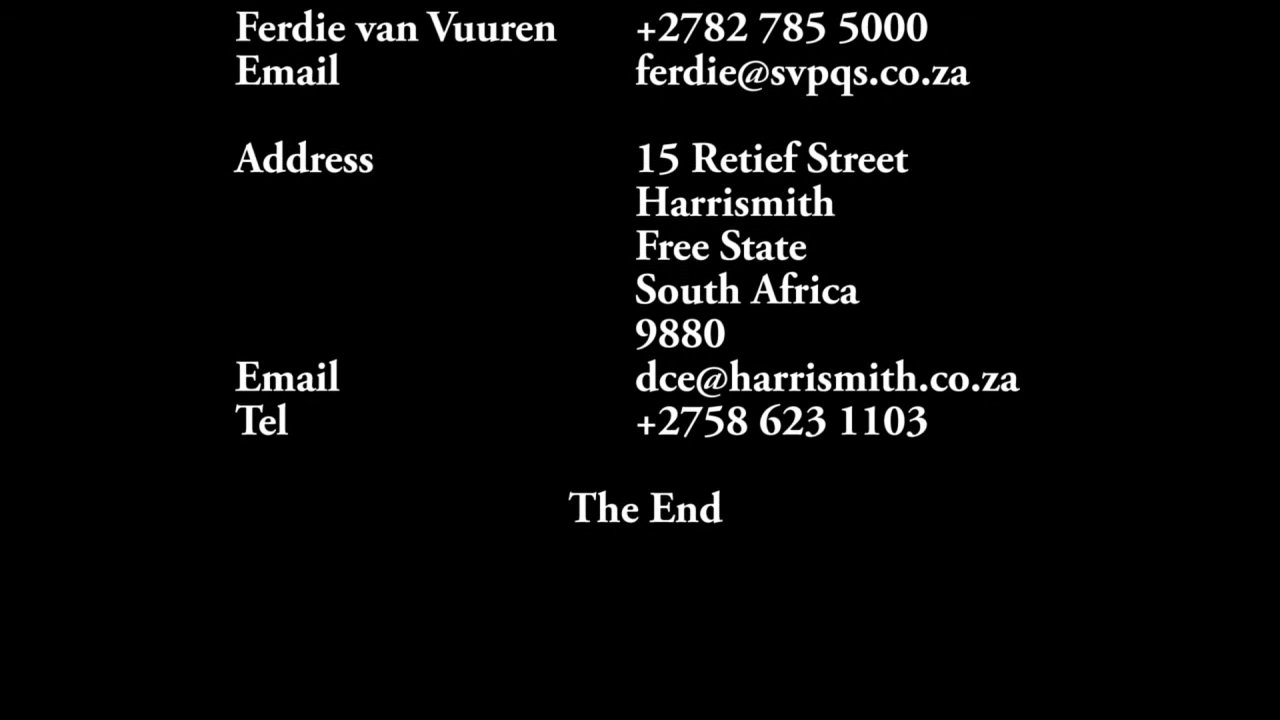 Ferdie van Vuuren +2782 785 5000
Email ferdie@svpqs.co.za
Address 15 Retief Street
Harrismith
Free State
South Africa
9880
Email dce@harrismith.co.za
Tel +2758 623 1103
The End